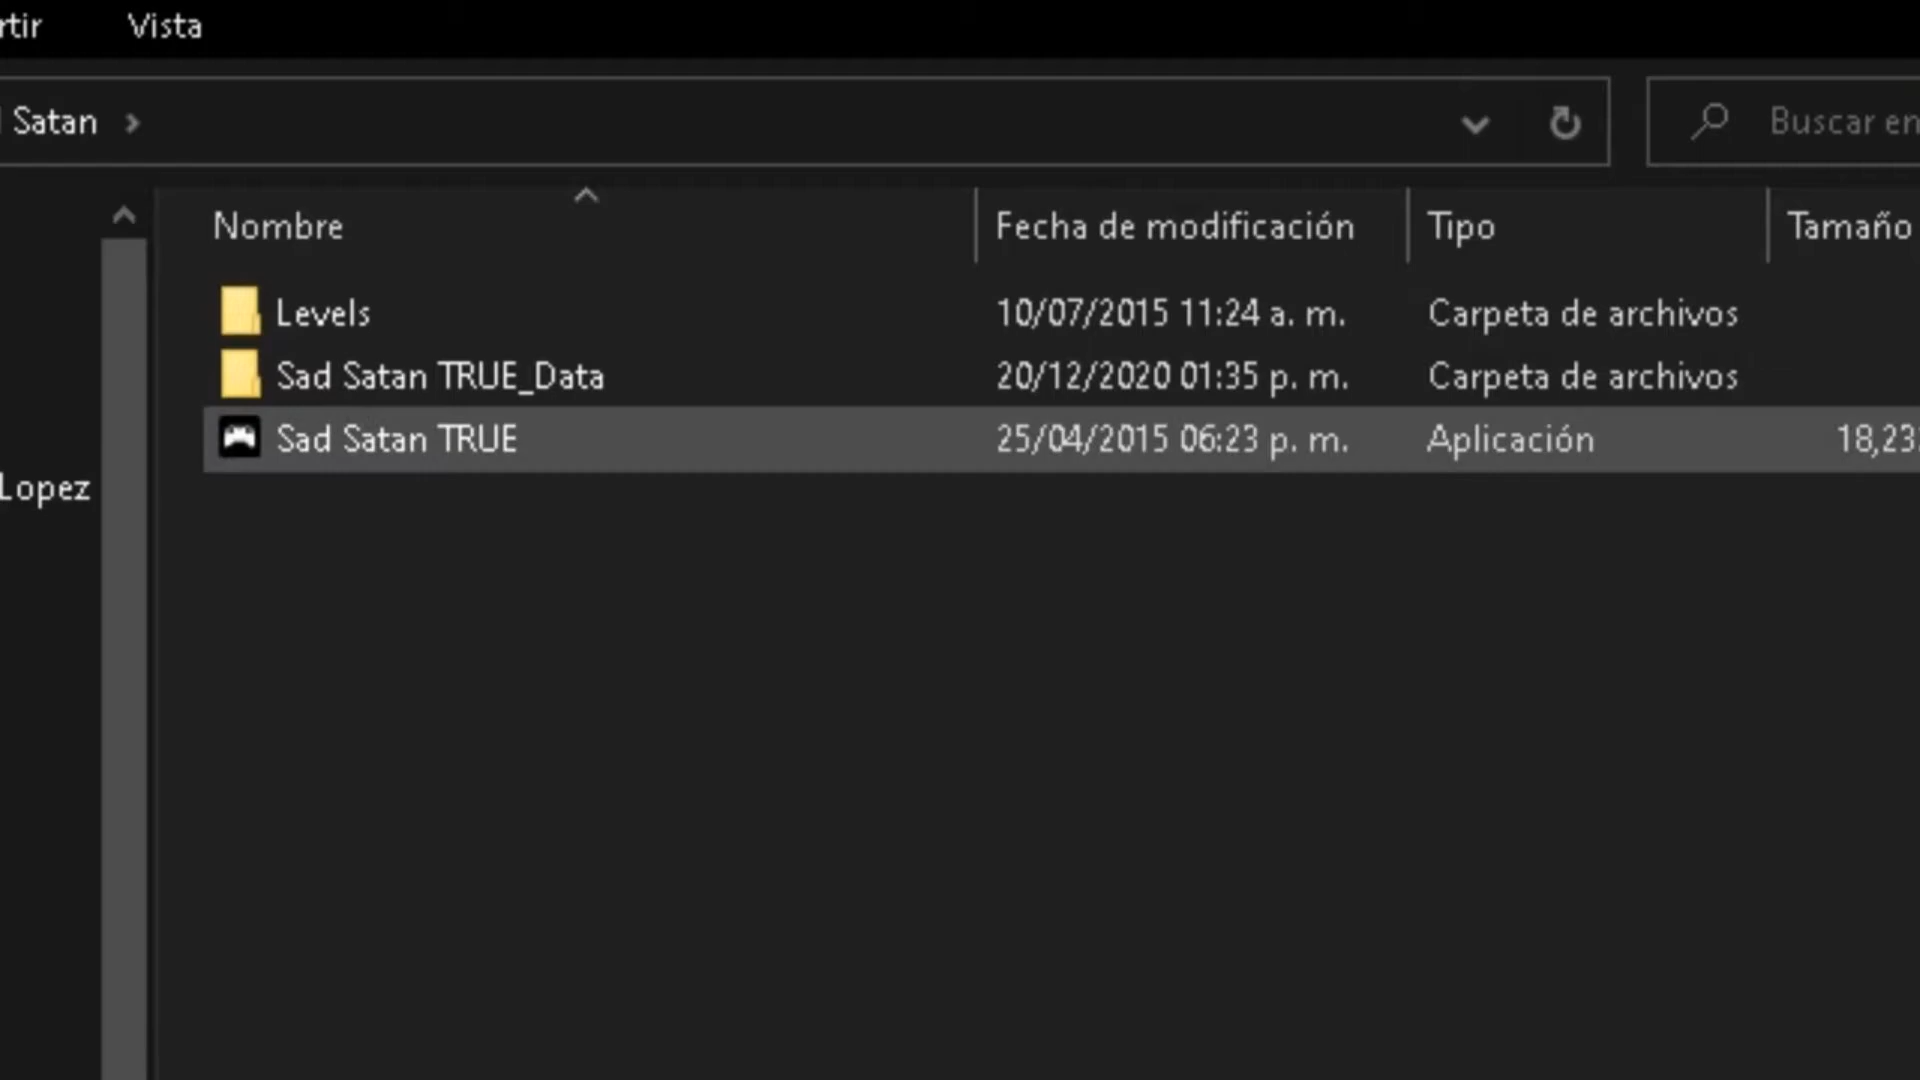 Vista
Satan
Buscar en
Nombre Fecha de modificación Tipo Tamaño
Levels 10/07/2015 11:24 a. m. Carpeta de archivos
Sad Satan TRUE_Data 20/12/2020 01:35 p. m. Carpeta de archivos
Sad Satan TRUE 25/04/2015 06:23 p. m. Aplicación 18,23
Lopez